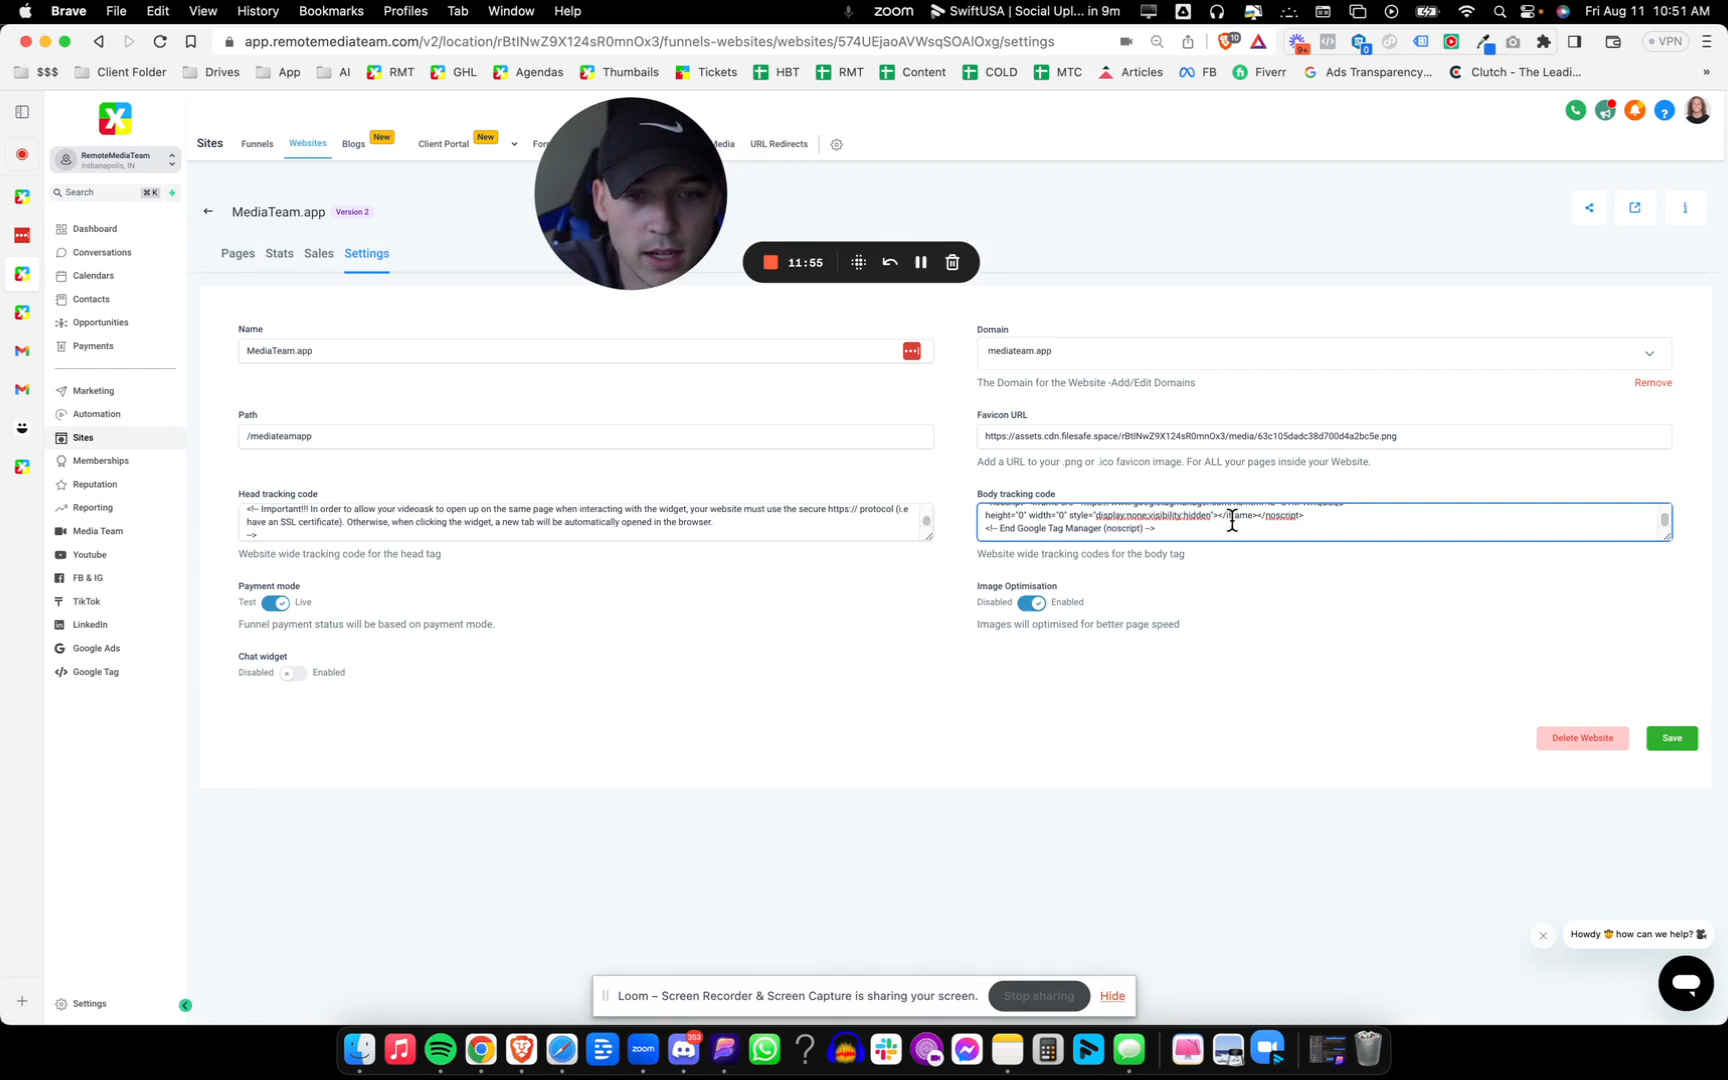 Brave File Edit View History Bookmarks Profiles Tab Window Help
zoom SwiftUSA | Social Upl... in 9m Fri Aug 11 10:51 AM
app.remotemediateam.com/v2/location/rBtlNwZ9X124sR0mnOx3/funnels-websites/websites/574UEjaoAVWsqSOAlOxg/settings
10 9+ 0 VPN
$$$ Client Folder Drives App AI RMT GHL Agendas Thumbails Tickets HBT RMT Content COLD MTC Articles FB Fiverr Ads Transparency... Clutch - The Leadi... »
RemoteMediaTeam
Indianapolis, IN
Search ⌘ K
Dashboard
Conversations
Calendars
Contacts
Opportunities
Payments
Marketing
Automation
Sites
Memberships
Reputation
Reporting
Media Team
Youtube
FB & IG
TikTok
LinkedIn
Google Ads
Google Tag
Settings
Sites Funnels Websites Blogs New Client Portal New For Media URL Redirects
MediaTeam.app Version 2
Pages Stats Sales Settings
11:55
Name
MediaTeam.app
Domain
mediateam.app
The Domain for the Website -Add/Edit Domains Remove
Path
/mediateamapp
Favicon URL
https://assets.cdn.filesafe.space/rBtlNwZ9X124sR0mnOx3/media/63c105dadc38d700d4a2bc5e.png
Add a URL to your .png or .ico favicon image. For ALL your pages inside your Website.
Head tracking code
<!-- Important!!! In order to allow your videoask to open up on the same page when interacting with the widget, your website must use the secure https:// protocol (i.e
have an SSL certificate). Otherwise, when clicking the widget, a new tab will be automatically opened in the browser.
-->
Website wide tracking code for the head tag
Body tracking code
height="0" width="0" style="display:none;visibility:hidden"></iframe></noscript>
<!-- End Google Tag Manager (noscript) -->
Website wide tracking codes for the body tag
Payment mode
Test Live
Funnel payment status will be based on payment mode.
Image Optimisation
Disabled Enabled
Images will optimised for better page speed
Chat widget
Disabled Enabled
Delete Website Save
Howdy 🤠 how can we help? 📽
Loom – Screen Recorder & Screen Capture is sharing your screen. Stop sharing Hide
zoom 353